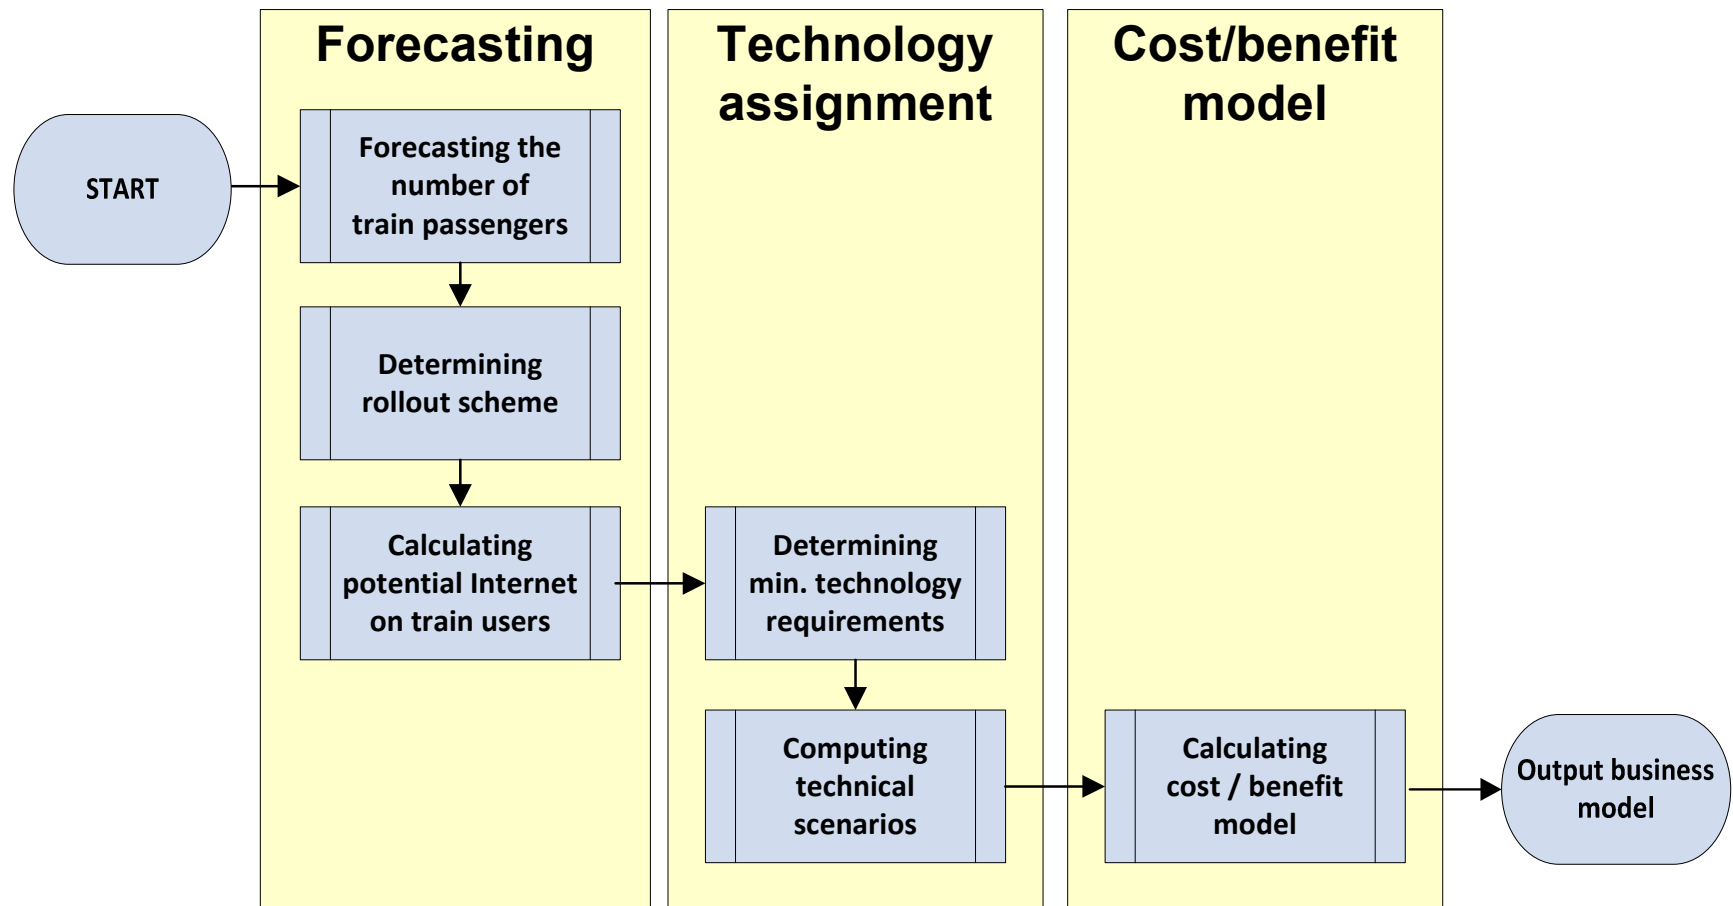 Forecasting
Technology
assignment
Cost/benefit
model
START
Forecasting the
number of
train passengers
Determining
rollout scheme
Calculating
potential Internet
on train users
Determining
min. technology
requirements
Computing
technical
scenarios
Calculating
cost / benefit
model
Output business
model